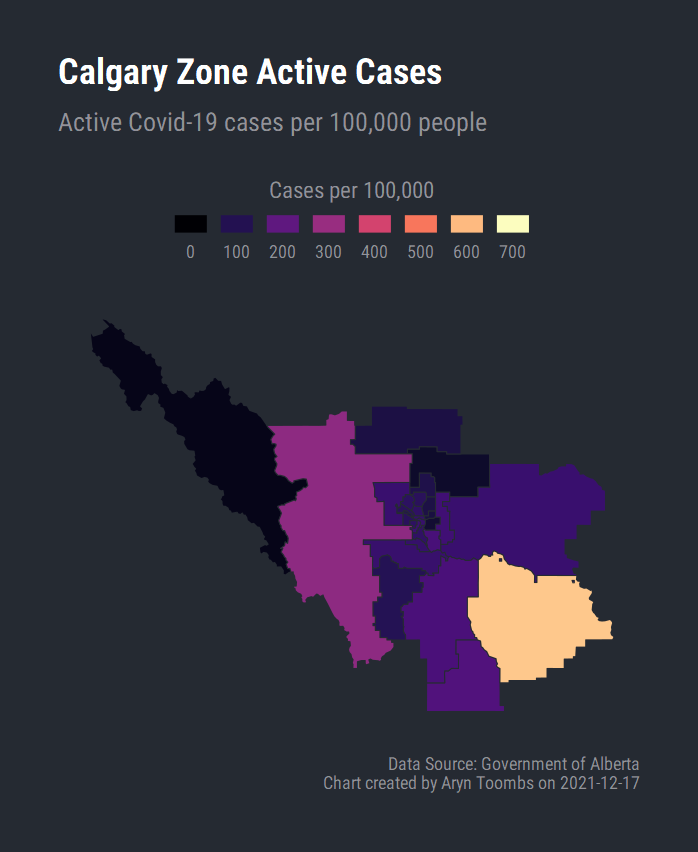 Calgary Zone Active Cases
Active Covid-19 cases per 100,000 people
Cases per 100,000
0 100 200 300 400 500 600 700
Data Source: Government of Alberta
Chart created by Aryn Toombs on 2021-12-17